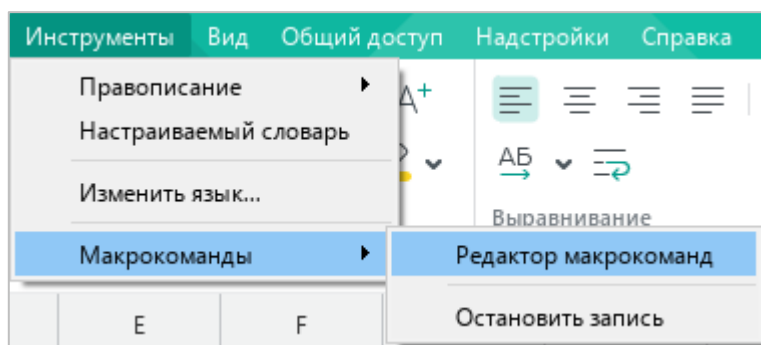 Инструменты Вид Общий доступ Надстройки Справка
Правописание
A+
Настраиваемый словарь
АБ
Изменить язык...
Выравнивание
Макрокоманды
Редактор макрокоманд
E F
Остановить запись